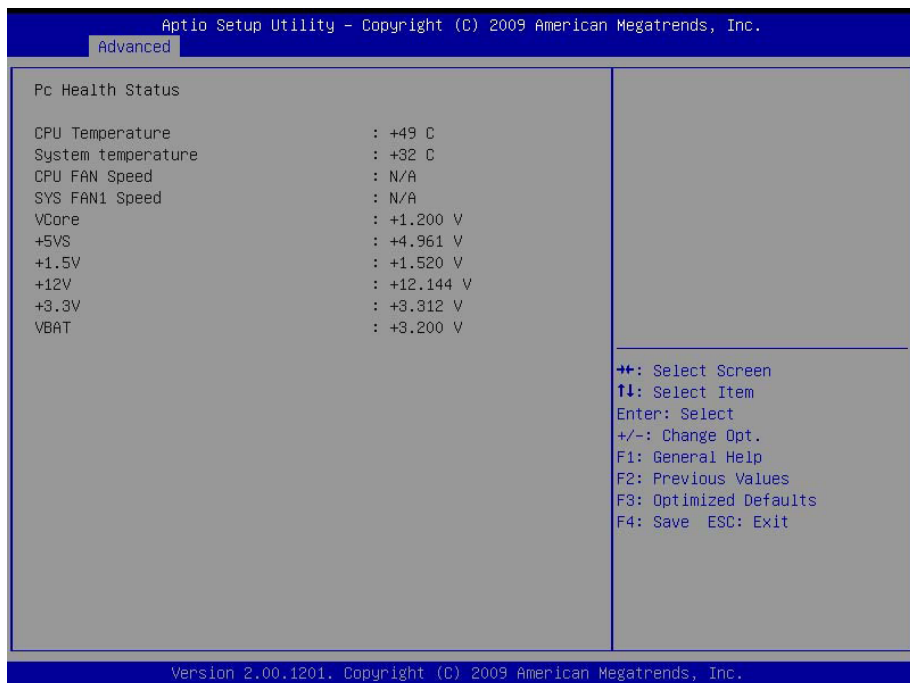 Aptio Setup Utility – Copyright (C) 2009 American Megatrends, Inc.
Advanced
Pc Health Status
CPU Temperature : +49 C
System temperature : +32 C
CPU FAN Speed : N/A
SYS FAN1 Speed : N/A
VCore : +1.200 V
+5VS : +4.961 V
+1.5V : +1.520 V
+12V : +12.144 V
+3.3V : +3.312 V
VBAT : +3.200 V
→←: Select Screen
↑↓: Select Item
Enter: Select
+/-: Change Opt.
F1: General Help
F2: Previous Values
F3: Optimized Defaults
F4: Save ESC: Exit
Version 2.00.1201. Copyright (C) 2009 American Megatrends, Inc.